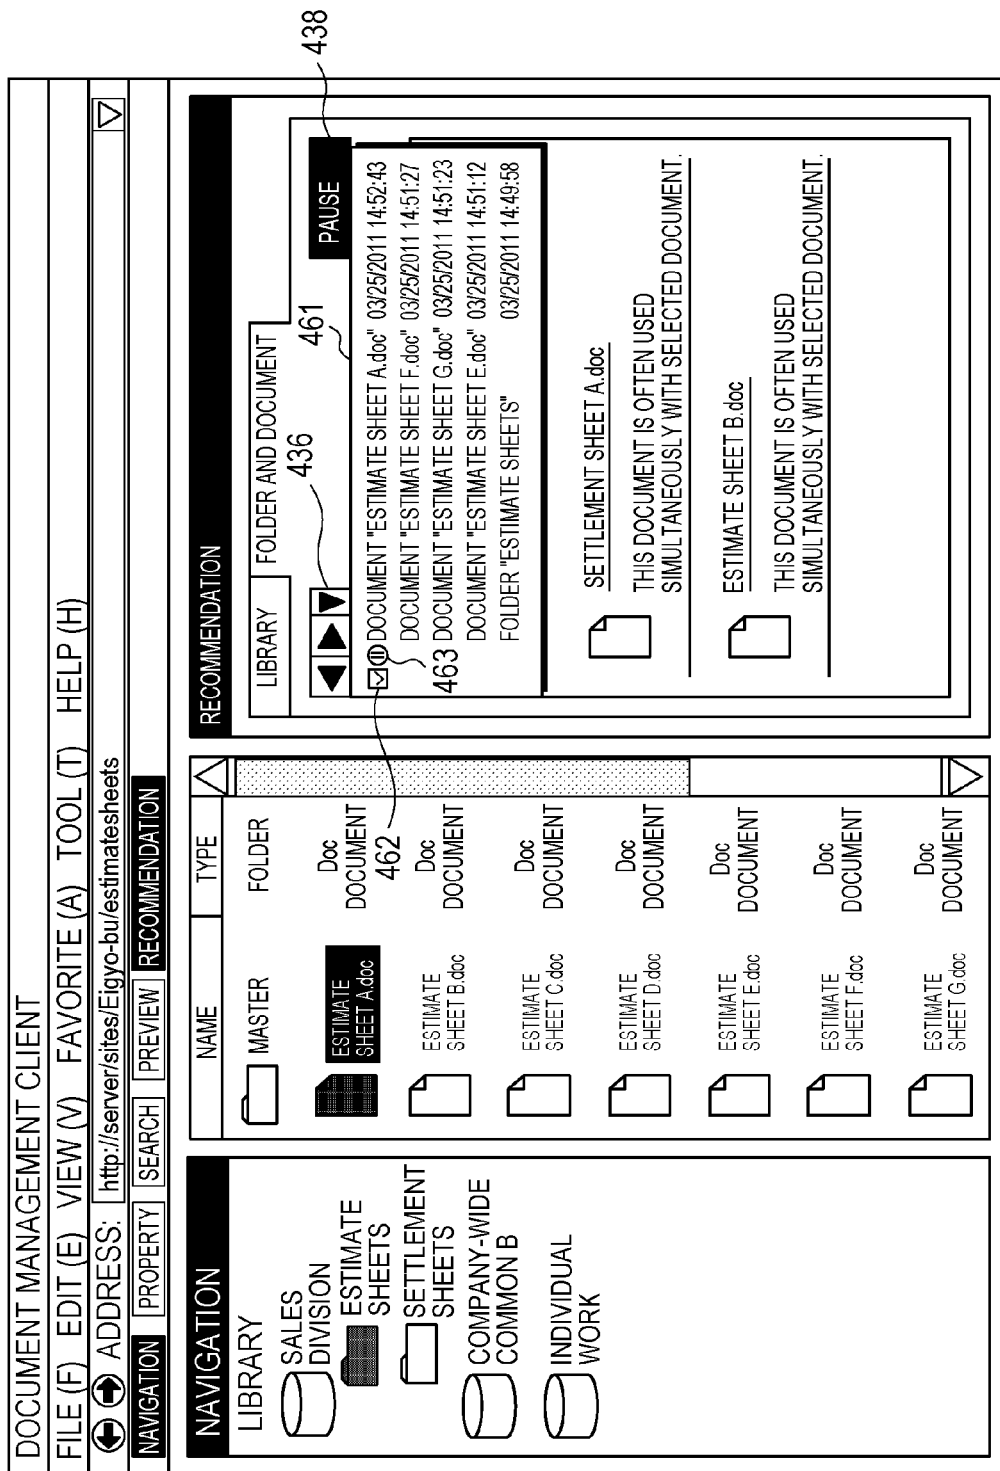 DOCUMENT MANAGEMENT CLIENT
FILE (F) EDIT (E) VIEW (V) FAVORITE (A) TOOL (T) HELP (H)
ADDRESS: http://server/sites/Eigyo-bu/estimatesheets
NAVIGATION PROPERTY SEARCH PREVIEW RECOMMENDATION
NAVIGATION
LIBRARY
SALES
DIVISION
ESTIMATE
SHEETS
SETTLEMENT
SHEETS
COMPANY-WIDE
COMMON B
INDIVIDUAL
WORK
NAME TYPE
MASTER FOLDER
ESTIMATE
SHEET A.doc
Doc
DOCUMENT
ESTIMATE
SHEET B.doc
Doc
DOCUMENT
ESTIMATE
SHEET C.doc
Doc
DOCUMENT
ESTIMATE
SHEET D.doc
Doc
DOCUMENT
ESTIMATE
SHEET E.doc
Doc
DOCUMENT
ESTIMATE
SHEET F.doc
Doc
DOCUMENT
ESTIMATE
SHEET G.doc
Doc
DOCUMENT
RECOMMENDATION
LIBRARY FOLDER AND DOCUMENT
436
461
PAUSE
438
DOCUMENT "ESTIMATE SHEET A.doc" 03/25/2011 14:52:43
DOCUMENT "ESTIMATE SHEET F.doc" 03/25/2011 14:51:27
DOCUMENT "ESTIMATE SHEET G.doc" 03/25/2011 14:51:23
DOCUMENT "ESTIMATE SHEET E.doc" 03/25/2011 14:51:12
FOLDER "ESTIMATE SHEETS" 03/25/2011 14:49:58
462
463
SETTLEMENT SHEET A.doc
THIS DOCUMENT IS OFTEN USED
SIMULTANEOUSLY WITH SELECTED DOCUMENT.
ESTIMATE SHEET B.doc
THIS DOCUMENT IS OFTEN USED
SIMULTANEOUSLY WITH SELECTED DOCUMENT.